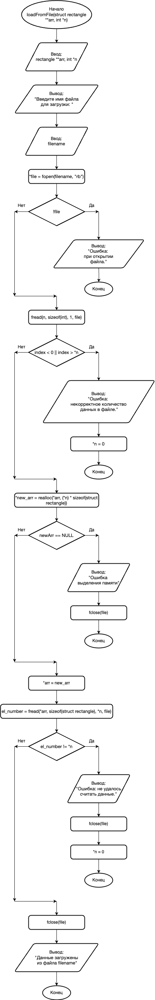 Начало
loadFromFile(struct rectangle
**arr, int *n)
Ввод:
rectangle **arr, int *n
Вывод:
"Введите имя файла
для загрузки: "
Ввод:
filename
*file = fopen(filename, "rb")
Нет
Да
!file
Вывод:
"Ошибка:
при открытии
файла."
Конец
fread(n, sizeof(int), 1, file)
Нет
Да
index < 0 || index > *n
Вывод:
"Ошибка:
некорректное количество
данных в файле."
*n = 0
Конец
*new_arr = realloc(*arr, (*n) * sizeof(struct
rectangle))
Нет
Да
newArr == NULL
Вывод:
"Ошибка
выделения памяти"
fclose(file)
Конец
*arr = new_arr
el_number = fread(*arr, sizeof(struct rectangle), *n, file)
Нет
Да
el_number != *n
Вывод:
"Ошибка: не удалось
считать данные."
fclose(file)
*n = 0
Конец
fclose(file)
Вывод:
"Данные загружены
из файла filename"
Конец